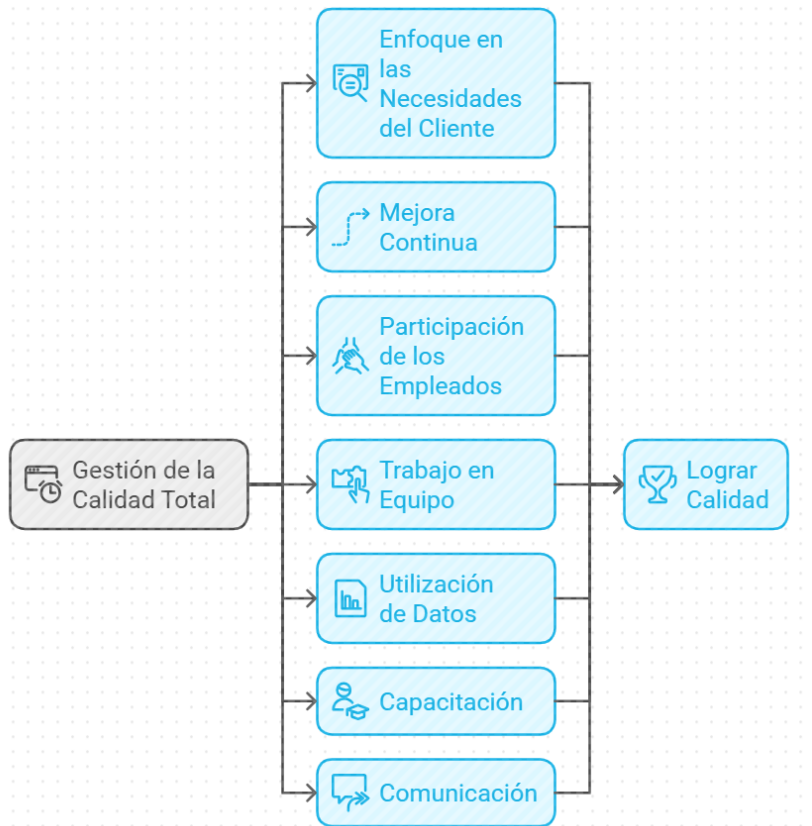 Enfoque en
las
Necesidades
del Cliente
Mejora
Continua
Participación
de los
Empleados
Gestión de la
Calidad Total
Trabajo en
Equipo
Lograr
Calidad
Utilización
de Datos
Capacitación
Comunicación